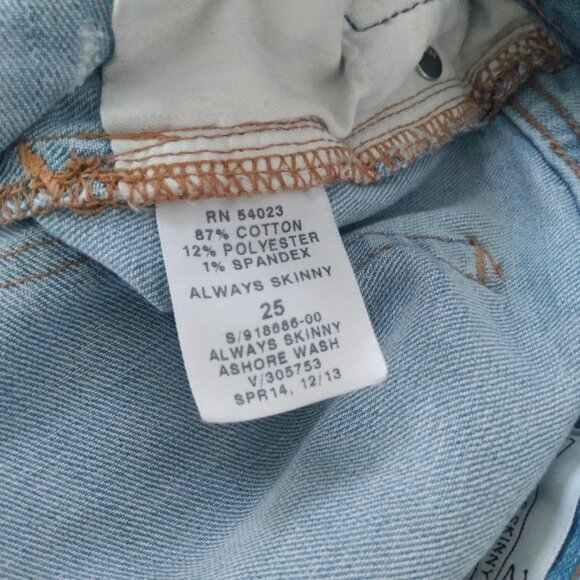 RN 54023
87% COTTON
12% POLYESTER
1% SPANDEX
ALWAYS SKINNY
25
S/918686-00
ALWAYS SKINNY
ASHORE WASH
V/305753
SPR14, 12/13
SKINNY